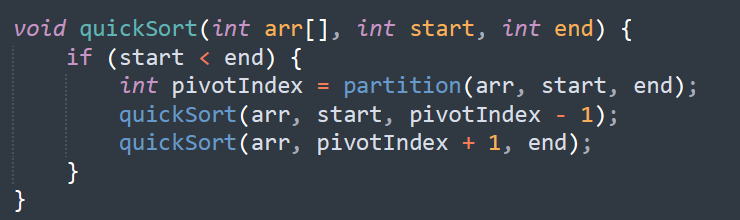 void quickSort(int arr[], int start, int end) {
    if (start < end) {
        int pivotIndex = partition(arr, start, end);
        quickSort(arr, start, pivotIndex - 1);
        quickSort(arr, pivotIndex + 1, end);
    }
}